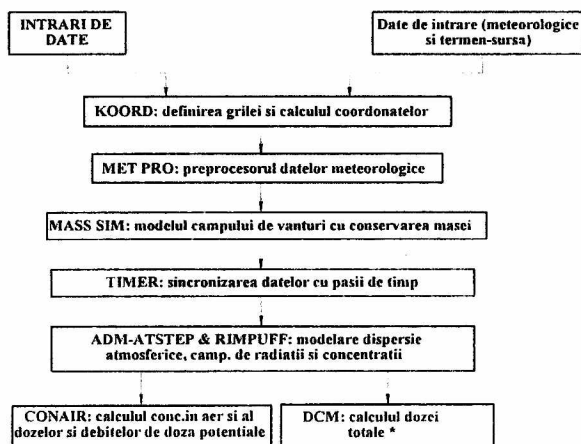 INTRARI DE
DATE
Date de intrare (meteorologice
si termen-sursa)
KOORD: definirea grilei si calculul coordonatelor
MET PRO: preprocesorul datelor meteorologice
MASS SIM: modelul campului de vanturi cu conservarea masei
TIMER: sincronizarea datelor cu pasii de timp
ADM-ATSTEP & RIMPUFF: modelare dispersie
atmosferice, camp. de radiatii si concentratii
CONAIR: calculul conc.in aer si al
dozelor si debitelor de doza potentiale
DCM: calculul dozei
totale *